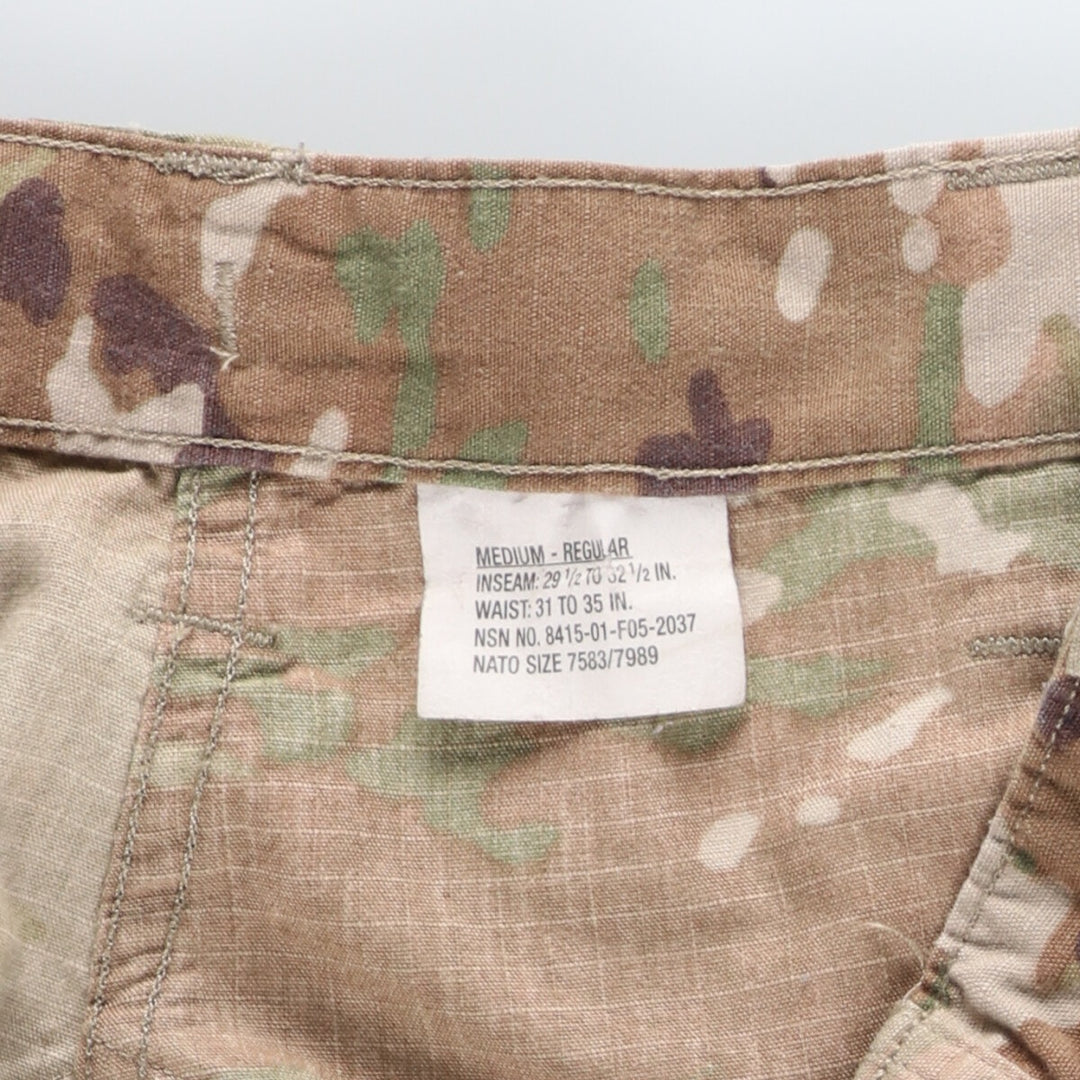 MEDIUM - REGULAR
INSEAM: 29 1/2 TO 32 1/2 IN.
WAIST: 31 TO 35 IN.
NSN NO. 8415-01-F05-2037
NATO SIZE 7583/7989